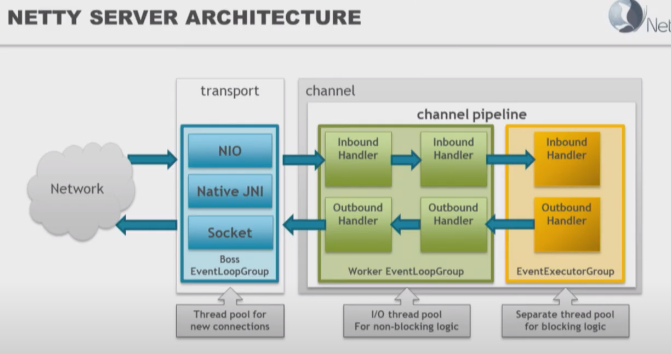 NETTY SERVER ARCHITECTURE
Net
transport
channel
channel pipeline
Network
NIO
Native JNI
Socket
Boss
EventLoopGroup
Inbound
Handler
Inbound
Handler
Outbound
Handler
Outbound
Handler
Worker EventLoopGroup
Inbound
Handler
Outbound
Handler
EventExecutorGroup
Thread pool for
new connections
I/O thread pool
For non-blocking logic
Separate thread pool
for blocking logic